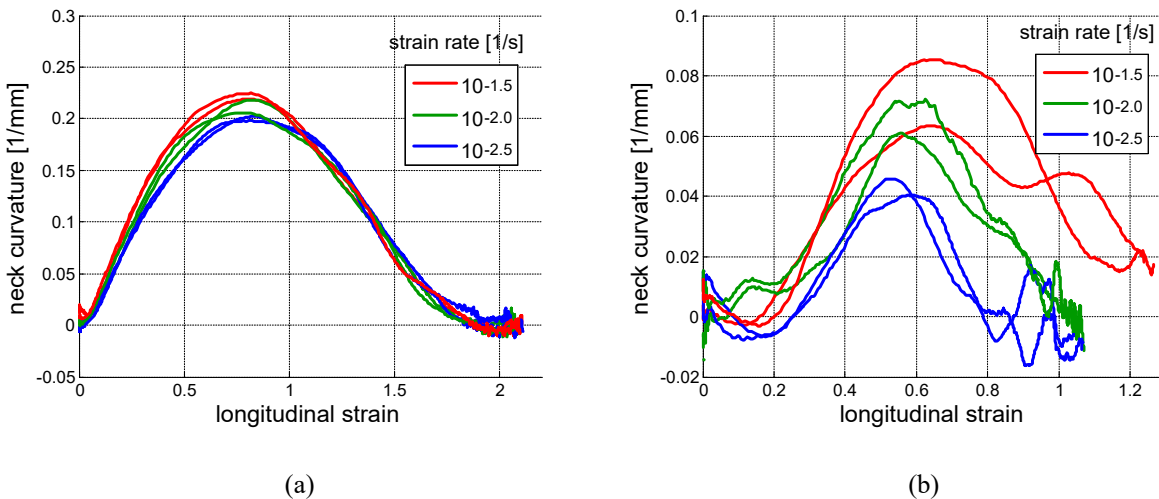 0.3
0.25
0.2
0.15
0.1
0.05
0
-0.05
neck curvature [1/mm]
0 0.5 1 1.5 2
longitudinal strain
strain rate [1/s]
10-1.5
10-2.0
10-2.5
(a)
0.1
0.08
0.06
0.04
0.02
0
-0.02
neck curvature [1/mm]
0 0.2 0.4 0.6 0.8 1 1.2
longitudinal strain
strain rate [1/s]
10-1.5
10-2.0
10-2.5
(b)